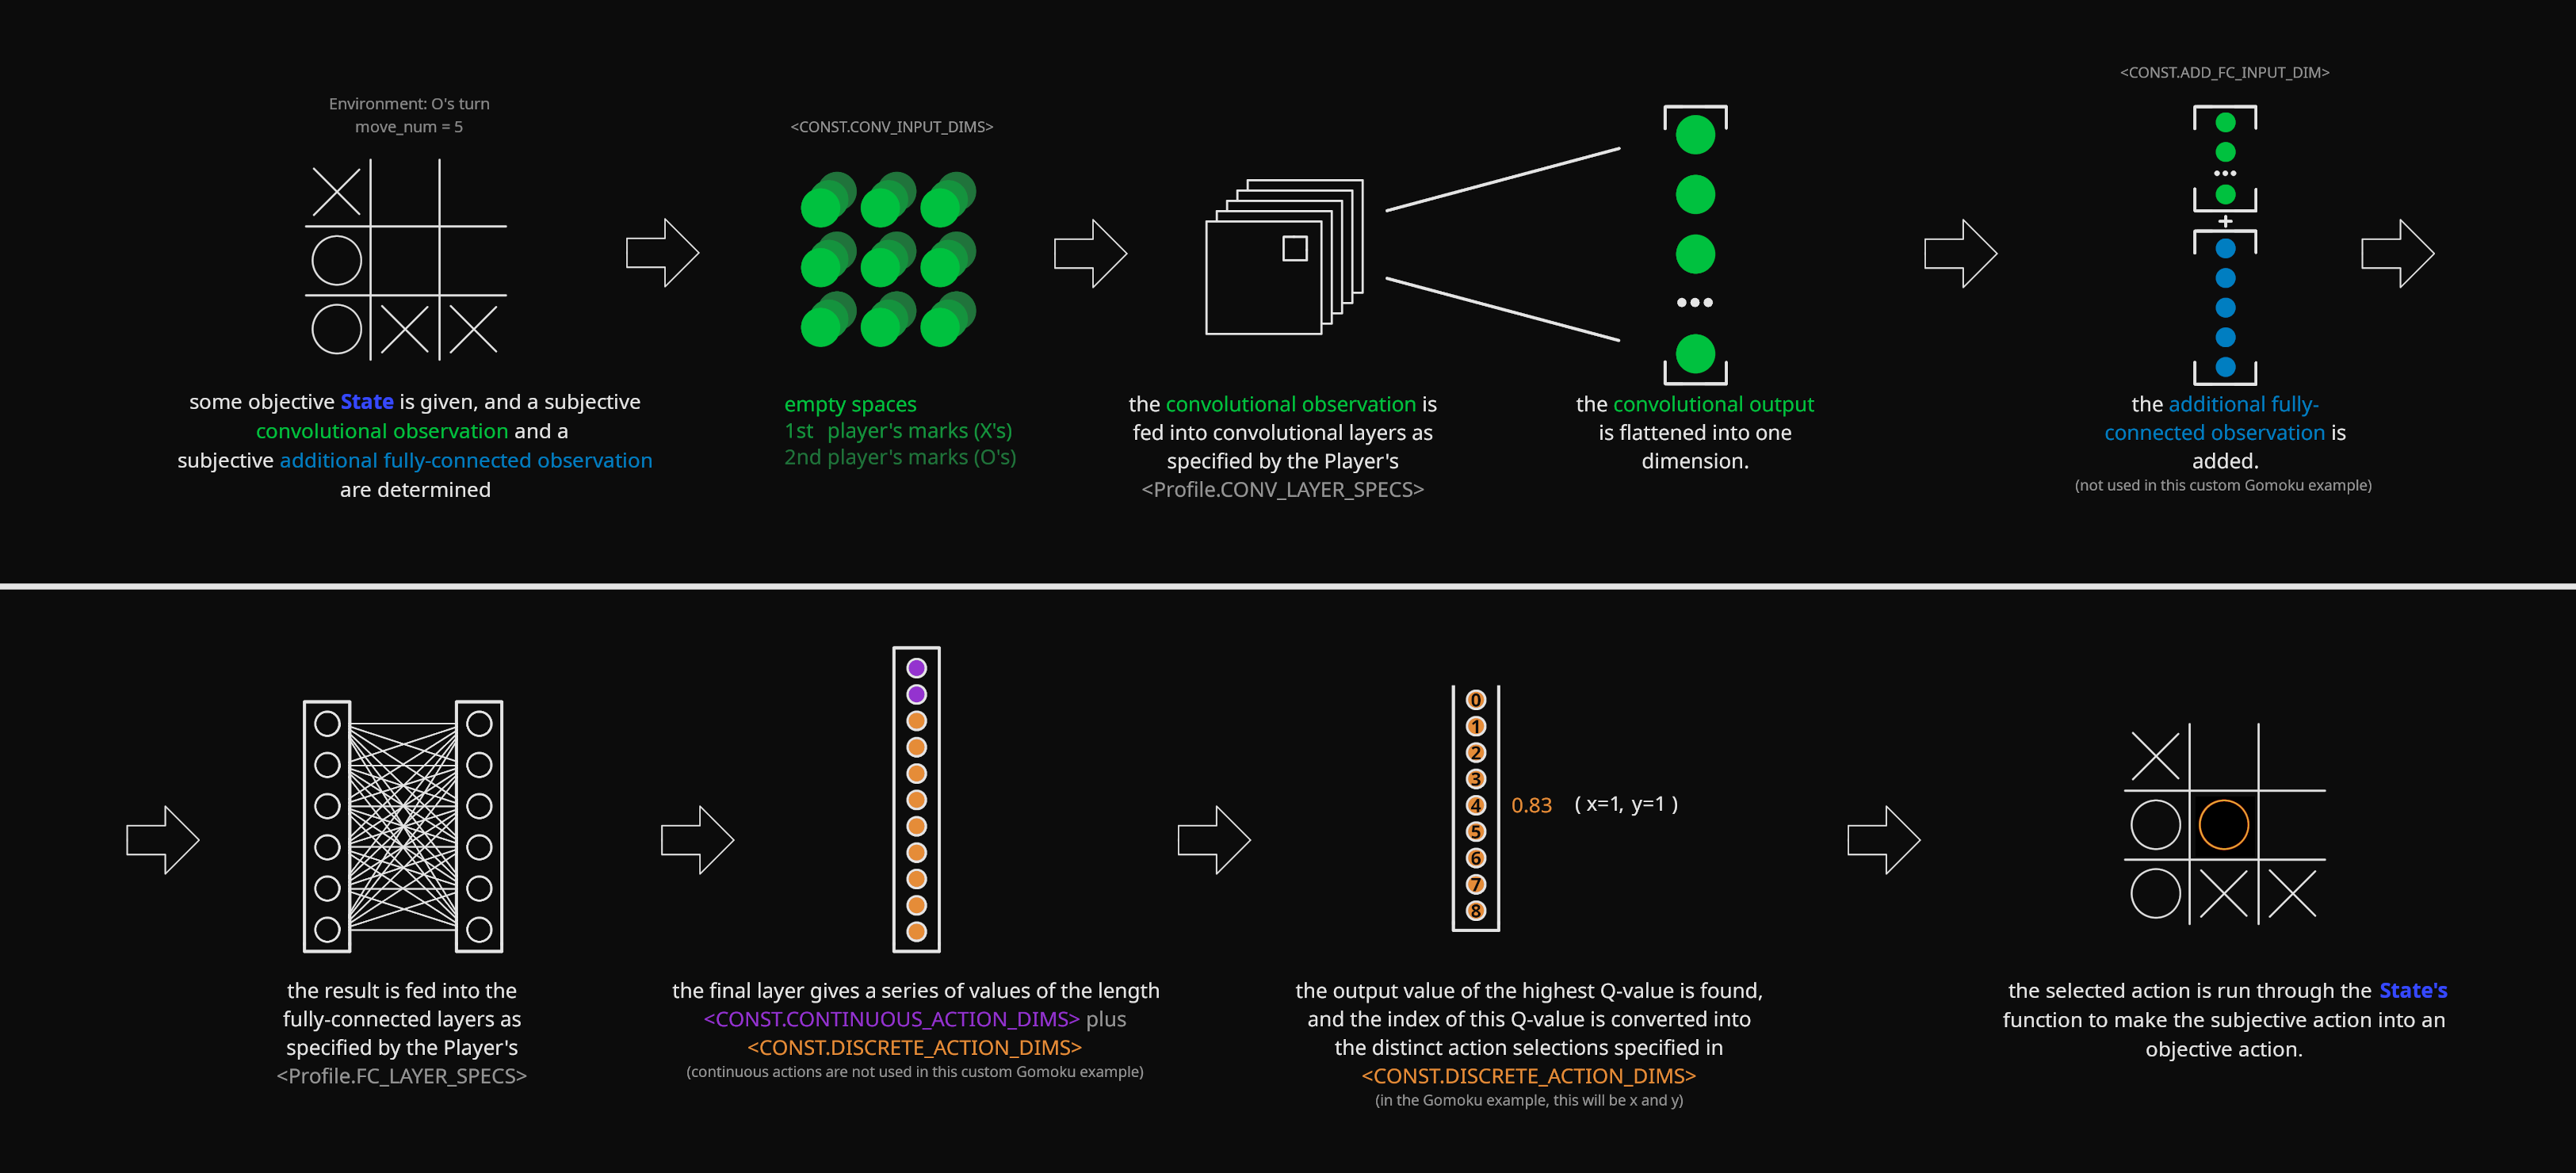 Environment: O's turn
move_num = 5
some objective State is given, and a subjective
convolutional observation and a
subjective additional fully-connected observation
are determined
<CONST.CONV_INPUT_DIMS>
empty spaces
1st player's marks (X's)
2nd player's marks (O's)
the convolutional observation is
fed into convolutional layers as
specified by the Player's
<Profile.CONV_LAYER_SPECS>
the convolutional output
is flattened into one
dimension.
<CONST.ADD_FC_INPUT_DIM>
+
the additional fully-
connected observation is
added.
(not used in this custom Gomoku example)
the result is fed into the
fully-connected layers as
specified by the Player's
<Profile.FC_LAYER_SPECS>
the final layer gives a series of values of the length
<CONST.CONTINUOUS_ACTION_DIMS> plus
<CONST.DISCRETE_ACTION_DIMS>
(continuous actions are not used in this custom Gomoku example)
0
1
2
3
4 0.83 ( x=1, y=1 )
5
6
7
8
the output value of the highest Q-value is found,
and the index of this Q-value is converted into
the distinct action selections specified in
<CONST.DISCRETE_ACTION_DIMS>
(in the Gomoku example, this will be x and y)
the selected action is run through the State's
function to make the subjective action into an
objective action.